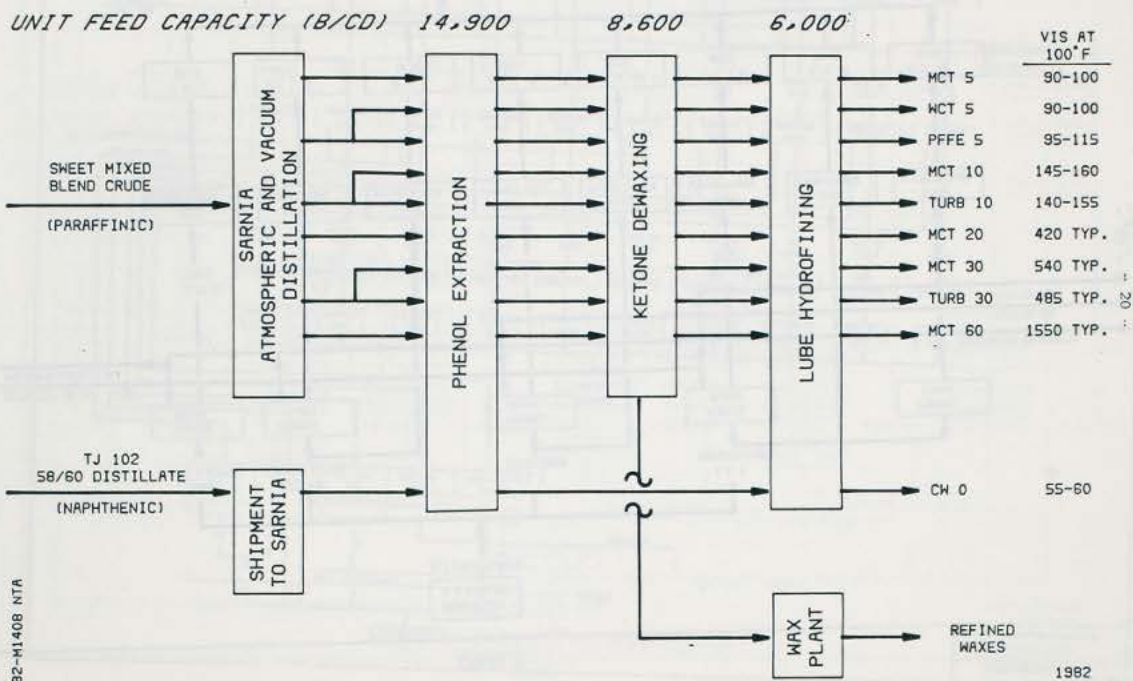 UNIT FEED CAPACITY (B/CD) 14,900 8,600 6,000
VIS AT
100°F
SWEET MIXED
BLEND CRUDE
(PARAFFINIC)
SARNIA
ATMOSPHERIC AND VACUUM
DISTILLATION
PHENOL EXTRACTION
KETONE DEWAXING
LUBE HYDROFINING
MCT 5 90-100
WCT 5 90-100
PFFE 5 95-115
MCT 10 145-160
TURB 10 140-155
MCT 20 420 TYP.
MCT 30 540 TYP.
TURB 30 485 TYP.
MCT 60 1550 TYP.
- 20 -
TJ 102
58/60 DISTILLATE
(NAPHTHENIC)
SHIPMENT
TO SARNIA
CW 0 55-60
WAX
PLANT
REFINED
WAXES
82-M1408 NTA
1982